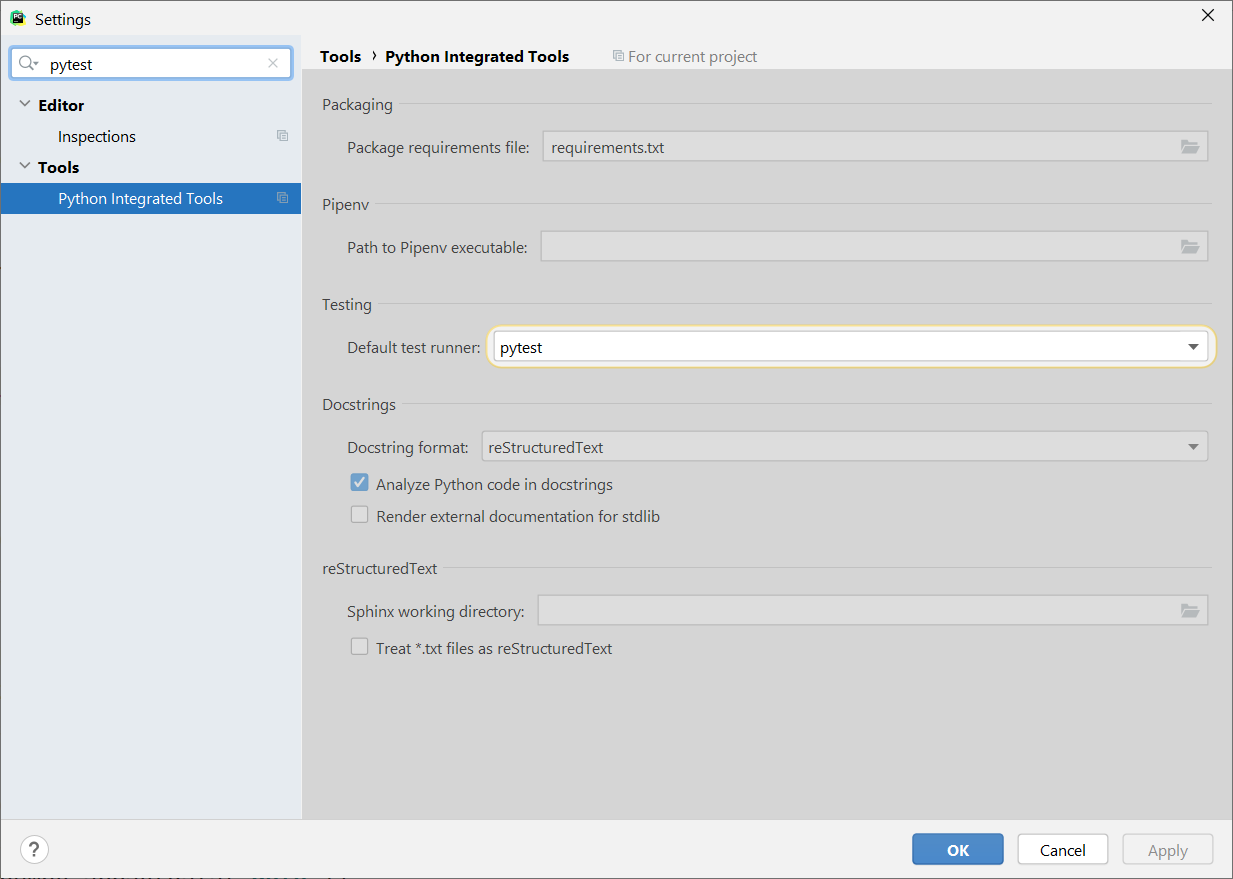 Settings
pytest
Editor
Inspections
Tools
Python Integrated Tools
Tools › Python Integrated Tools For current project
Packaging
Package requirements file: requirements.txt
Pipenv
Path to Pipenv executable:
Testing
Default test runner: pytest
Docstrings
Docstring format: reStructuredText
Analyze Python code in docstrings
Render external documentation for stdlib
reStructuredText
Sphinx working directory:
Treat *.txt files as reStructuredText
? OK Cancel Apply